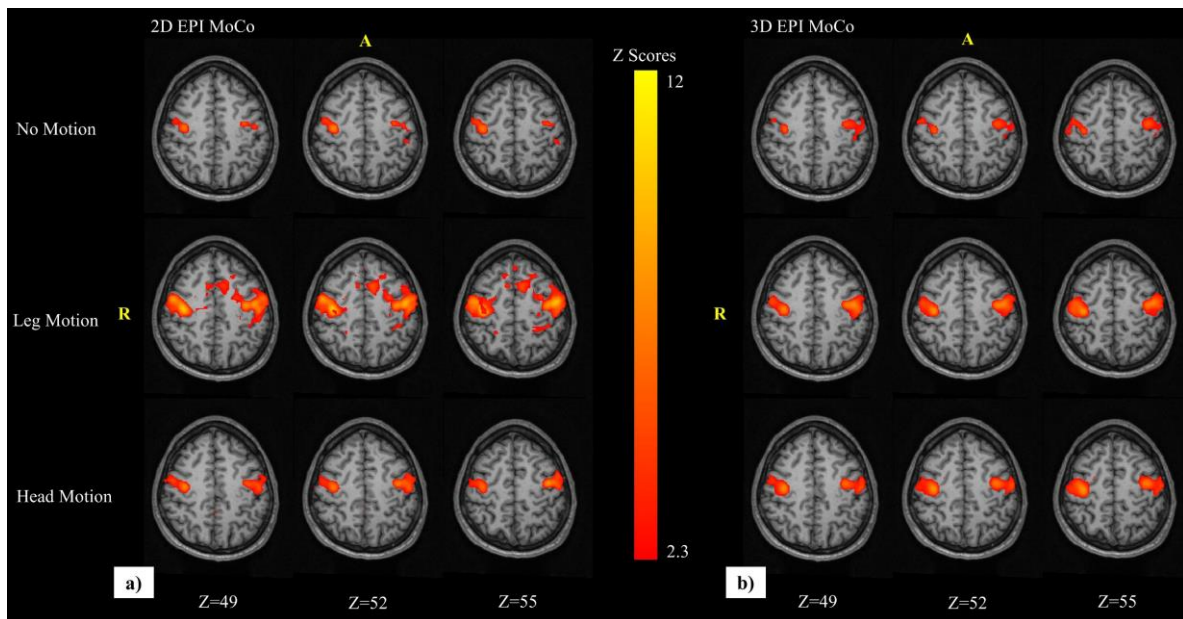 2D EPI MoCo
A
Z Scores
3D EPI MoCo
A
12
No Motion
Leg Motion
R
R
Head Motion
2.3
a)
b)
Z=49
Z=52
Z=55
Z=49
Z=52
Z=55